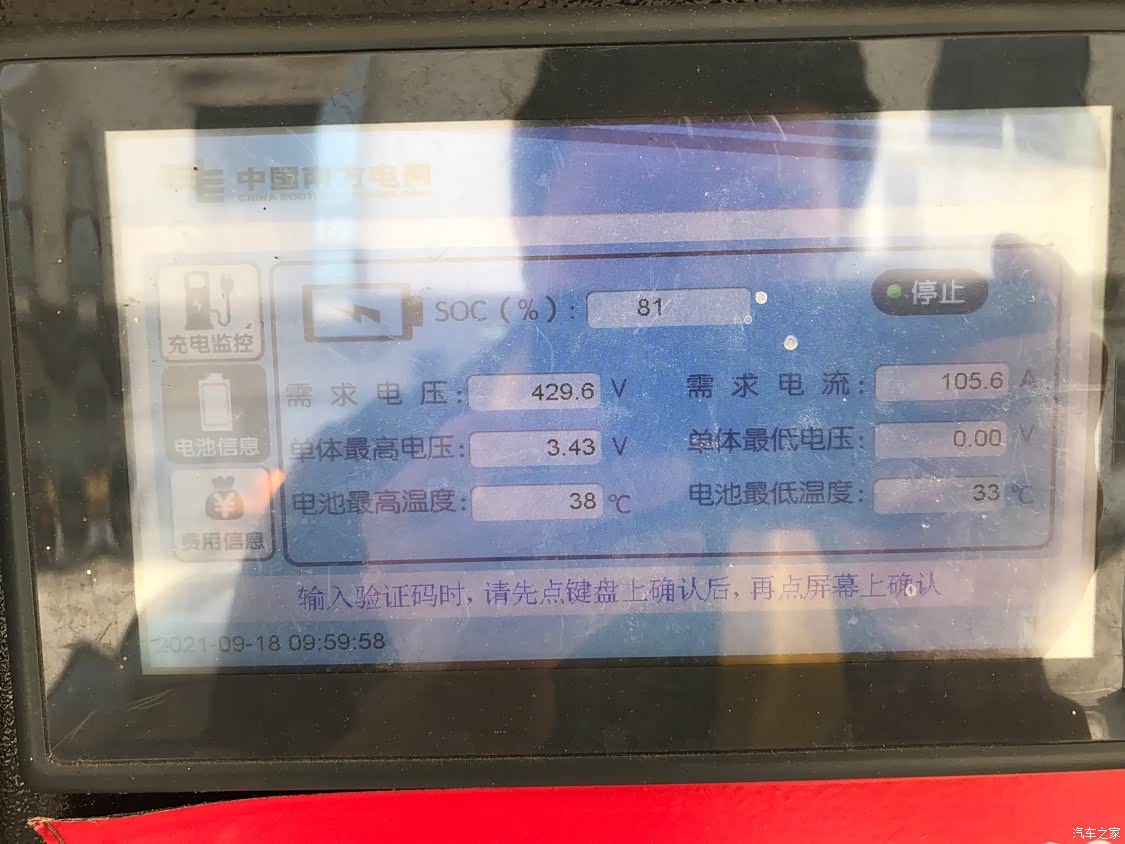 中国南方电网
SOC（%）: 81
停止
充电监控
需求电压: 429.6 V
需求电流: 105.6 A
电池信息
单体最高电压: 3.43 V
单体最低电压: 0.00 V
电池最高温度: 38 ℃
电池最低温度: 33 ℃
费用信息
输入验证码时, 请先点键盘上确认后, 再点屏幕上确认
2021-09-18 09:59:58
汽车之家